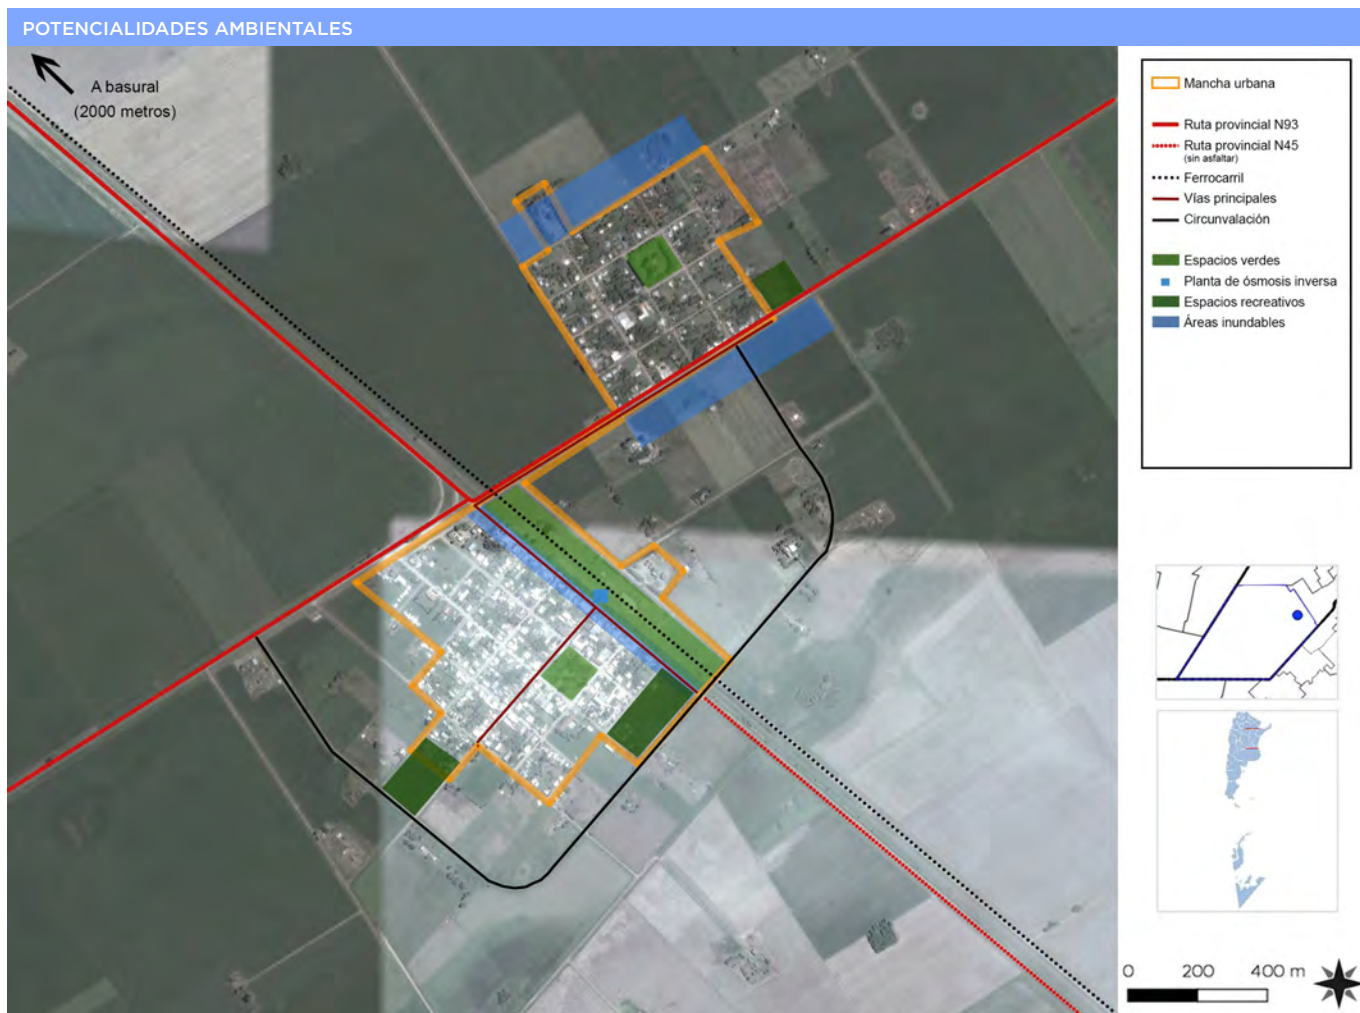 POTENCIALIDADES AMBIENTALES
A basural
(2000 metros)
Mancha urbana
Ruta provincial N93
Ruta provincial N45
(sin asfaltar)
Ferrocarril
Vías principales
Circunvalación
Espacios verdes
Planta de ósmosis inversa
Espacios recreativos
Áreas inundables
0 200 400 m